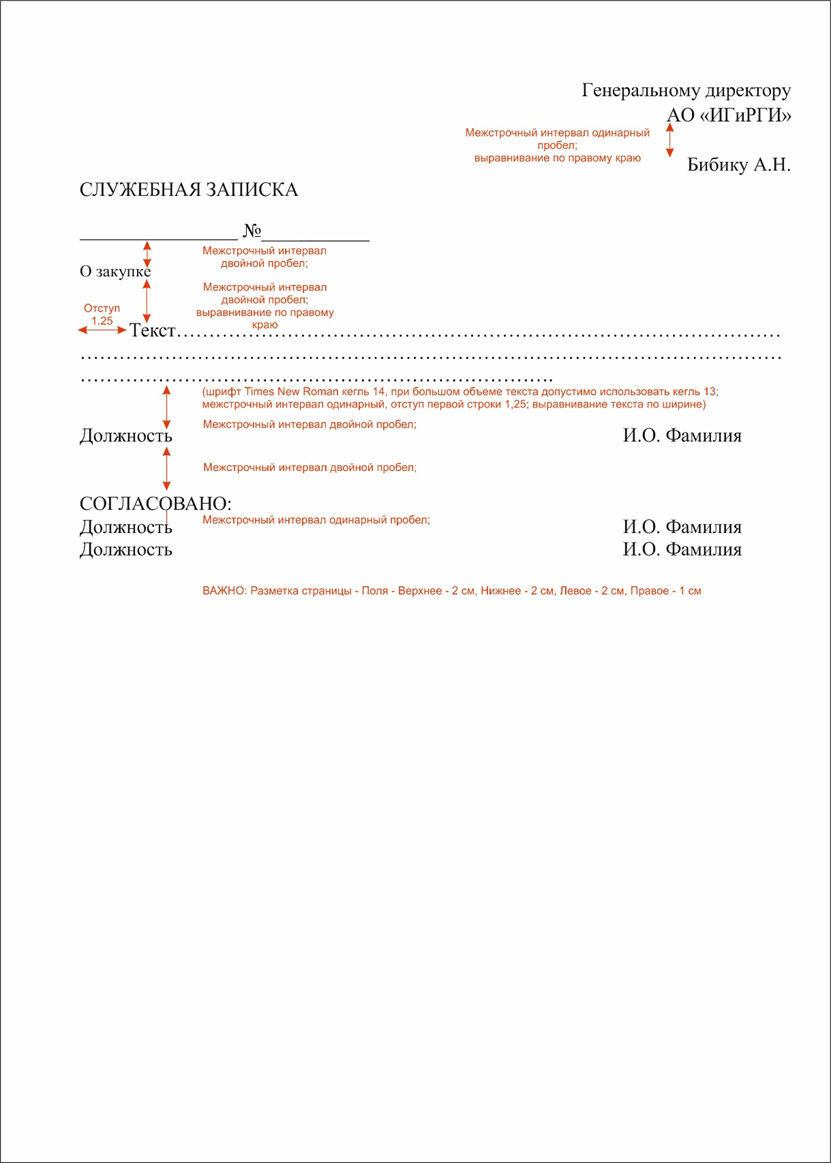 Генеральному директору
АО «ИГиРГИ»
Межстрочный интервал одинарный
пробел;
выравнивание по правому краю
Бибику А.Н.
СЛУЖЕБНАЯ ЗАПИСКА
_________________ №____________
Межстрочный интервал
двойной пробел;
О закупке
Межстрочный интервал
двойной пробел;
выравнивание по правому
краю
Отступ
1.25
Текст……………………………………………………………………………
……………………………………………………………………………………
……………………………………………………………
(шрифт Times New Roman кегль 14, при большом объеме текста допустимо использовать кегль 13;
межстрочный интервал одинарный, отступ первой строки 1,25; выравнивание текста по ширине)
Межстрочный интервал двойной пробел;
Должность И.О. Фамилия
Межстрочный интервал двойной пробел;
СОГЛАСОВАНО:
Межстрочный интервал одинарный пробел;
Должность И.О. Фамилия
Должность И.О. Фамилия
ВАЖНО: Разметка страницы - Поля - Верхнее - 2 см, Нижнее - 2 см, Левое - 2 см, Правое - 1 см